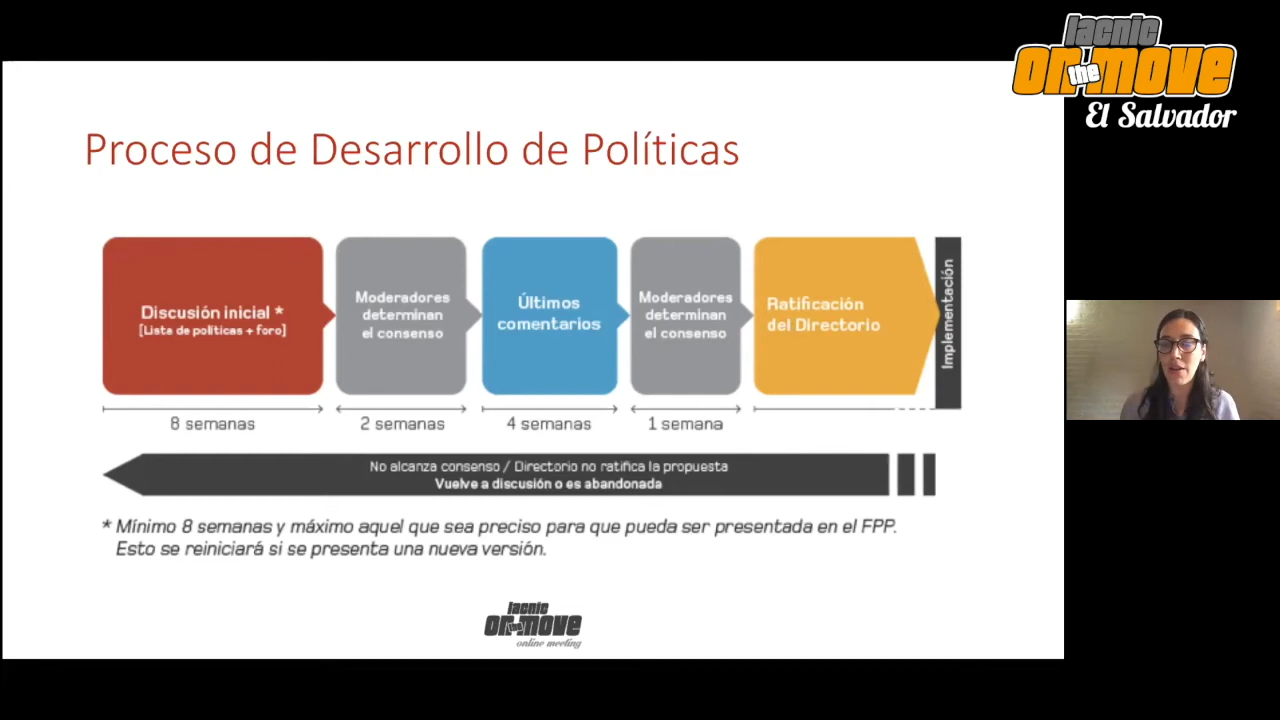 lacnic
on the move
El Salvador
Proceso de Desarrollo de Políticas
Discusión inicial *
[Lista de políticas + foro]
Moderadores
determinan
el consenso
Últimos
comentarios
Moderadores
determinan
el consenso
Ratificación
del Directorio
Implementación
8 semanas
2 semanas
4 semanas
1 semana
No alcanza consenso / Directorio no ratifica la propuesta
Vuelve a discusión o es abandonada
* Mínimo 8 semanas y máximo aquel que sea preciso para que pueda ser presentada en el FPP.
Esto se reiniciará si se presenta una nueva versión.
lacnic
on the move
online meeting